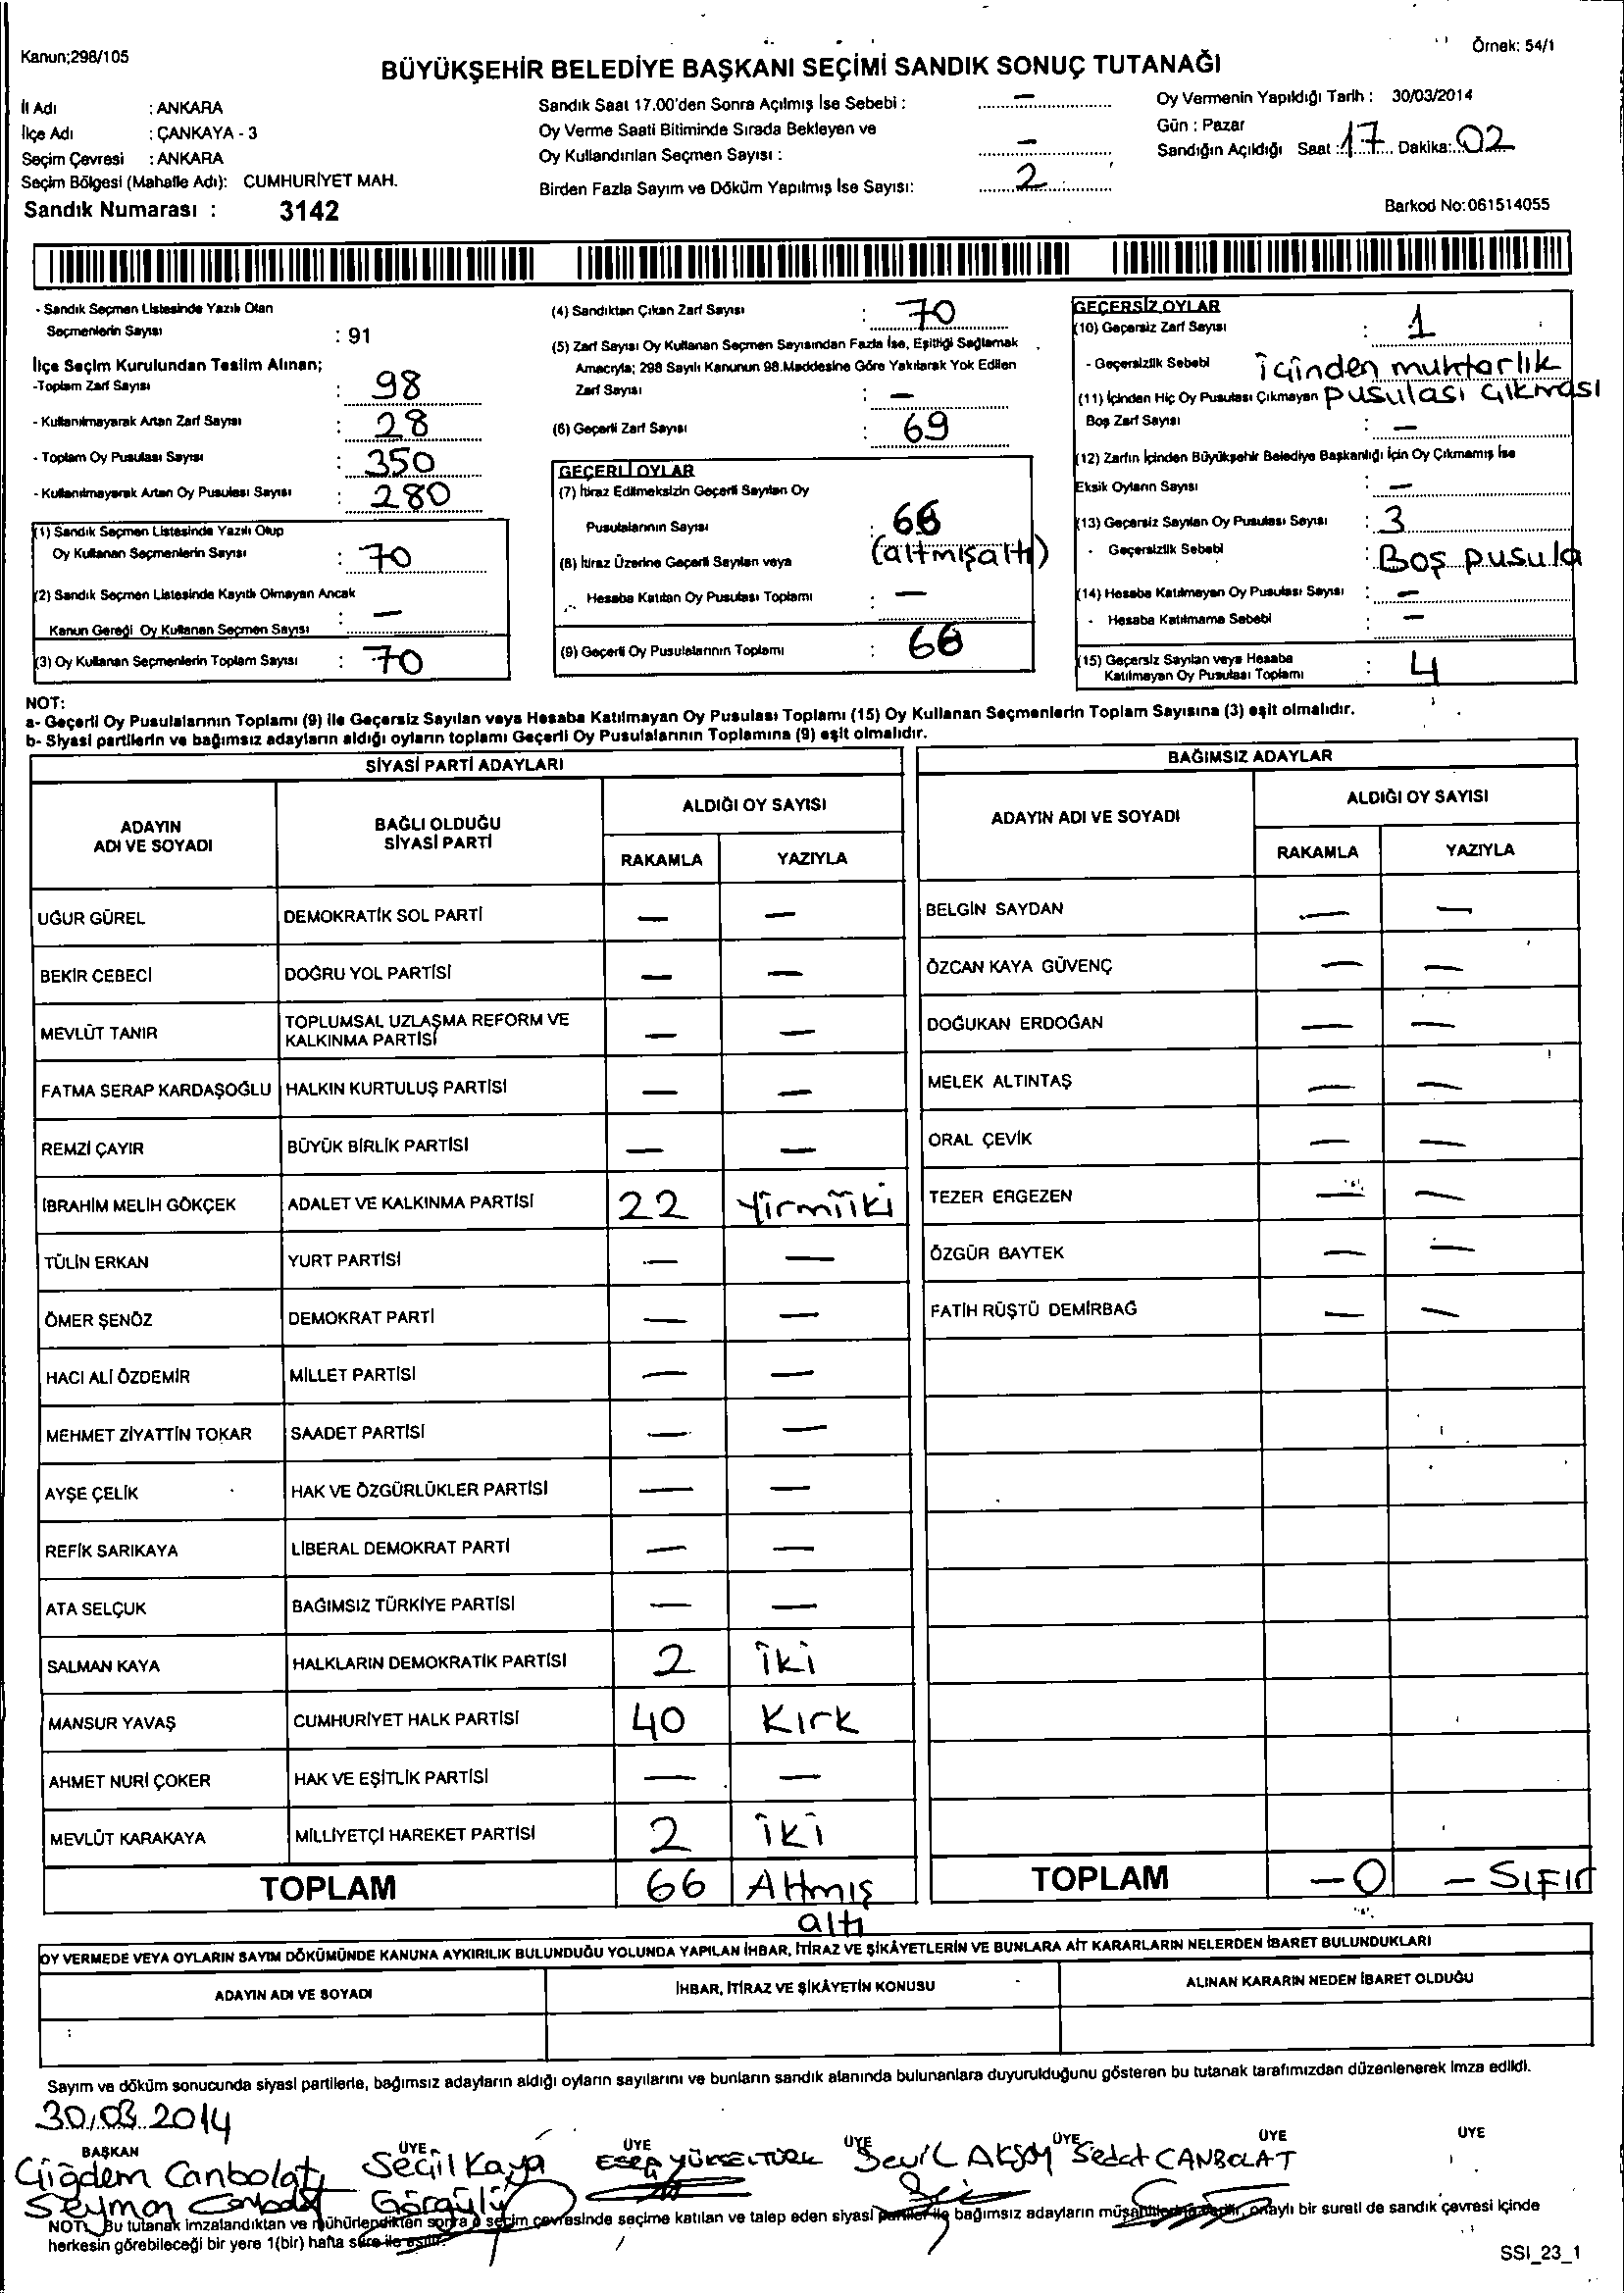 Kanun;298/105
Örnek: 54/1
BÜYÜKŞEHİR BELEDİYE BAŞKANI SEÇİMİ SANDIK SONUÇ TUTANAĞI
İl Adı : ANKARA
İlçe Adı : ÇANKAYA - 3
Seçim Çevresi : ANKARA
Seçim Bölgesi (Mahalle Adı): CUMHURİYET MAH.
Sandık Numarası : 3142
Sandık Saat 17.00'den Sonra Açılmış İse Sebebi : —
Oy Verme Saati Bitiminde Sırada Bekleyen ve
Oy Kullandırılan Seçmen Sayısı : —
Birden Fazla Sayım ve Döküm Yapılmış İse Sayısı: 2
Oy Vermenin Yapıldığı Tarih : 30/03/2014
Gün : Pazar
Sandığın Açıldığı Saat : 17 Dakika: 02
Barkod No:061514055
- Sandık Seçmen Listesinde Yazılı Olan
Seçmenlerin Sayısı : 91
İlçe Seçim Kurulundan Teslim Alınan;
-Toplam Zarf Sayısı : 98
- Kullanılmayarak Artan Zarf Sayısı : 28
- Toplam Oy Pusulası Sayısı : 350
- Kullanılmayarak Artan Oy Pusulası Sayısı : 280
(1) Sandık Seçmen Listesinde Yazılı Olup
Oy Kullanan Seçmenlerin Sayısı : 70
(2) Sandık Seçmen Listesinde Kayıtlı Olmayan Ancak
Kanun Gereği Oy Kullanan Seçmen Sayısı : —
(3) Oy Kullanan Seçmenlerin Toplam Sayısı : 70
(4) Sandıktan Çıkan Zarf Sayısı : 70
(5) Zarf Sayısı Oy Kullanan Seçmen Sayısından Fazla İse, Eşitliği Sağlamak
Amacıyla; 298 Sayılı Kanunun 98.Maddesine Göre Yakılarak Yok Edilen
Zarf Sayısı : —
(6) Geçerli Zarf Sayısı : 69
GEÇERLİ OYLAR
(7) İtiraz Edilmeksizin Geçerli Sayılan Oy
Pusulalarının Sayısı : 66
(altmışaltı)
(8) İtiraz Üzerine Geçerli Sayılan veya
Hesaba Katılan Oy Pusulası Toplamı : —
(9) Geçerli Oy Pusulalarının Toplamı : 66
GEÇERSİZ OYLAR
(10) Geçersiz Zarf Sayısı : 1
- Geçersizlik Sebebi içinden muhtarlık
pusulası çıkması
(11) İçinden Hiç Oy Pusulası Çıkmayan
Boş Zarf Sayısı : —
(12) Zarfın İçinden Büyükşehir Belediye Başkanlığı İçin Oy Çıkmamış İse
Eksik Oyların Sayısı : —
(13) Geçersiz Sayılan Oy Pusulası Sayısı : 3
- Geçersizlik Sebebi : Boş pusula
(14) Hesaba Katılmayan Oy Pusulası Sayısı : —
- Hesaba Katılmama Sebebi : —
(15) Geçersiz Sayılan veya Hesaba
Katılmayan Oy Pusulası Toplamı : 4
NOT:
a- Geçerli Oy Pusulalarının Toplamı (9) ile Geçersiz Sayılan veya Hesaba Katılmayan Oy Pusulası Toplamı (15) Oy Kullanan Seçmenlerin Toplam Sayısına (3) eşit olmalıdır.
b- Siyasi partilerin ve bağımsız adayların aldığı oyların toplamı Geçerli Oy Pusulalarının Toplamına (9) eşit olmalıdır.
SİYASİ PARTİ ADAYLARI
ADAYIN
ADI VE SOYADI
BAĞLI OLDUĞU
SİYASİ PARTİ
ALDIĞI OY SAYISI
RAKAMLA YAZIYLA
UĞUR GÜREL DEMOKRATİK SOL PARTİ — —
BEKİR CEBECİ DOĞRU YOL PARTİSİ — —
MEVLÜT TANIR TOPLUMSAL UZLAŞMA REFORM VE
KALKINMA PARTİSİ — —
FATMA SERAP KARDAŞOĞLU HALKIN KURTULUŞ PARTİSİ — —
REMZİ ÇAYIR BÜYÜK BİRLİK PARTİSİ — —
İBRAHİM MELİH GÖKÇEK ADALET VE KALKINMA PARTİSİ 22 Yirmiiki
TÜLİN ERKAN YURT PARTİSİ — —
ÖMER ŞENÖZ DEMOKRAT PARTİ — —
HACI ALİ ÖZDEMİR MİLLET PARTİSİ — —
MEHMET ZİYATTİN TOKAR SAADET PARTİSİ — —
AYŞE ÇELİK HAK VE ÖZGÜRLÜKLER PARTİSİ — —
REFİK SARIKAYA LİBERAL DEMOKRAT PARTİ — —
ATA SELÇUK BAĞIMSIZ TÜRKİYE PARTİSİ — —
SALMAN KAYA HALKLARIN DEMOKRATİK PARTİSİ 2 iki
MANSUR YAVAŞ CUMHURİYET HALK PARTİSİ 40 Kırk
AHMET NURİ ÇOKER HAK VE EŞİTLİK PARTİSİ — —
MEVLÜT KARAKAYA MİLLİYETÇİ HAREKET PARTİSİ 2 iki
TOPLAM 66 Altmış
altı
BAĞIMSIZ ADAYLAR
ADAYIN ADI VE SOYADI
ALDIĞI OY SAYISI
RAKAMLA YAZIYLA
BELGİN SAYDAN — —
ÖZCAN KAYA GÜVENÇ — —
DOĞUKAN ERDOĞAN — —
MELEK ALTINTAŞ — —
ORAL ÇEVİK — —
TEZER ERGEZEN — —
ÖZGÜR BAYTEK — —
FATİH RÜŞTÜ DEMİRBAĞ — —
TOPLAM —0 — SIFIR
OY VERMEDE VEYA OYLARIN SAYIM DÖKÜMÜNDE KANUNA AYKIRILIK BULUNDUĞU YOLUNDA YAPILAN İHBAR, İTİRAZ VE ŞİKÂYETLERİN VE BUNLARA AİT KARARLARIN NELERDEN İBARET BULUNDUKLARI
ADAYIN ADI VE SOYADI İHBAR, İTİRAZ VE ŞİKÂYETİN KONUSU ALINAN KARARIN NEDEN İBARET OLDUĞU
Sayım ve döküm sonucunda siyasi partilerle, bağımsız adayların aldığı oyların sayılarını ve bunların sandık alanında bulunanlara duyurulduğunu gösteren bu tutanak tarafımızdan düzenlenerek imza edildi.
30.03.2014
BAŞKAN ÜYE ÜYE ÜYE ÜYE ÜYE ÜYE
Çiğdem Canbolat Seçil Kaya YÜKSELTÜRK Sevil AKSOY Sedat CANBOLAT
Seyman Görgülü
NOT: Bu tutanak imzalandıktan ve mühürlendikten sonra o seçim çevresinde seçime katılan ve talep eden siyasi partiler ile bağımsız adayların onaylı bir sureti de sandık çevresi içinde
herkesin görebileceği bir yere 1(bir) hafta süre ile asılır.
SSI_23_1